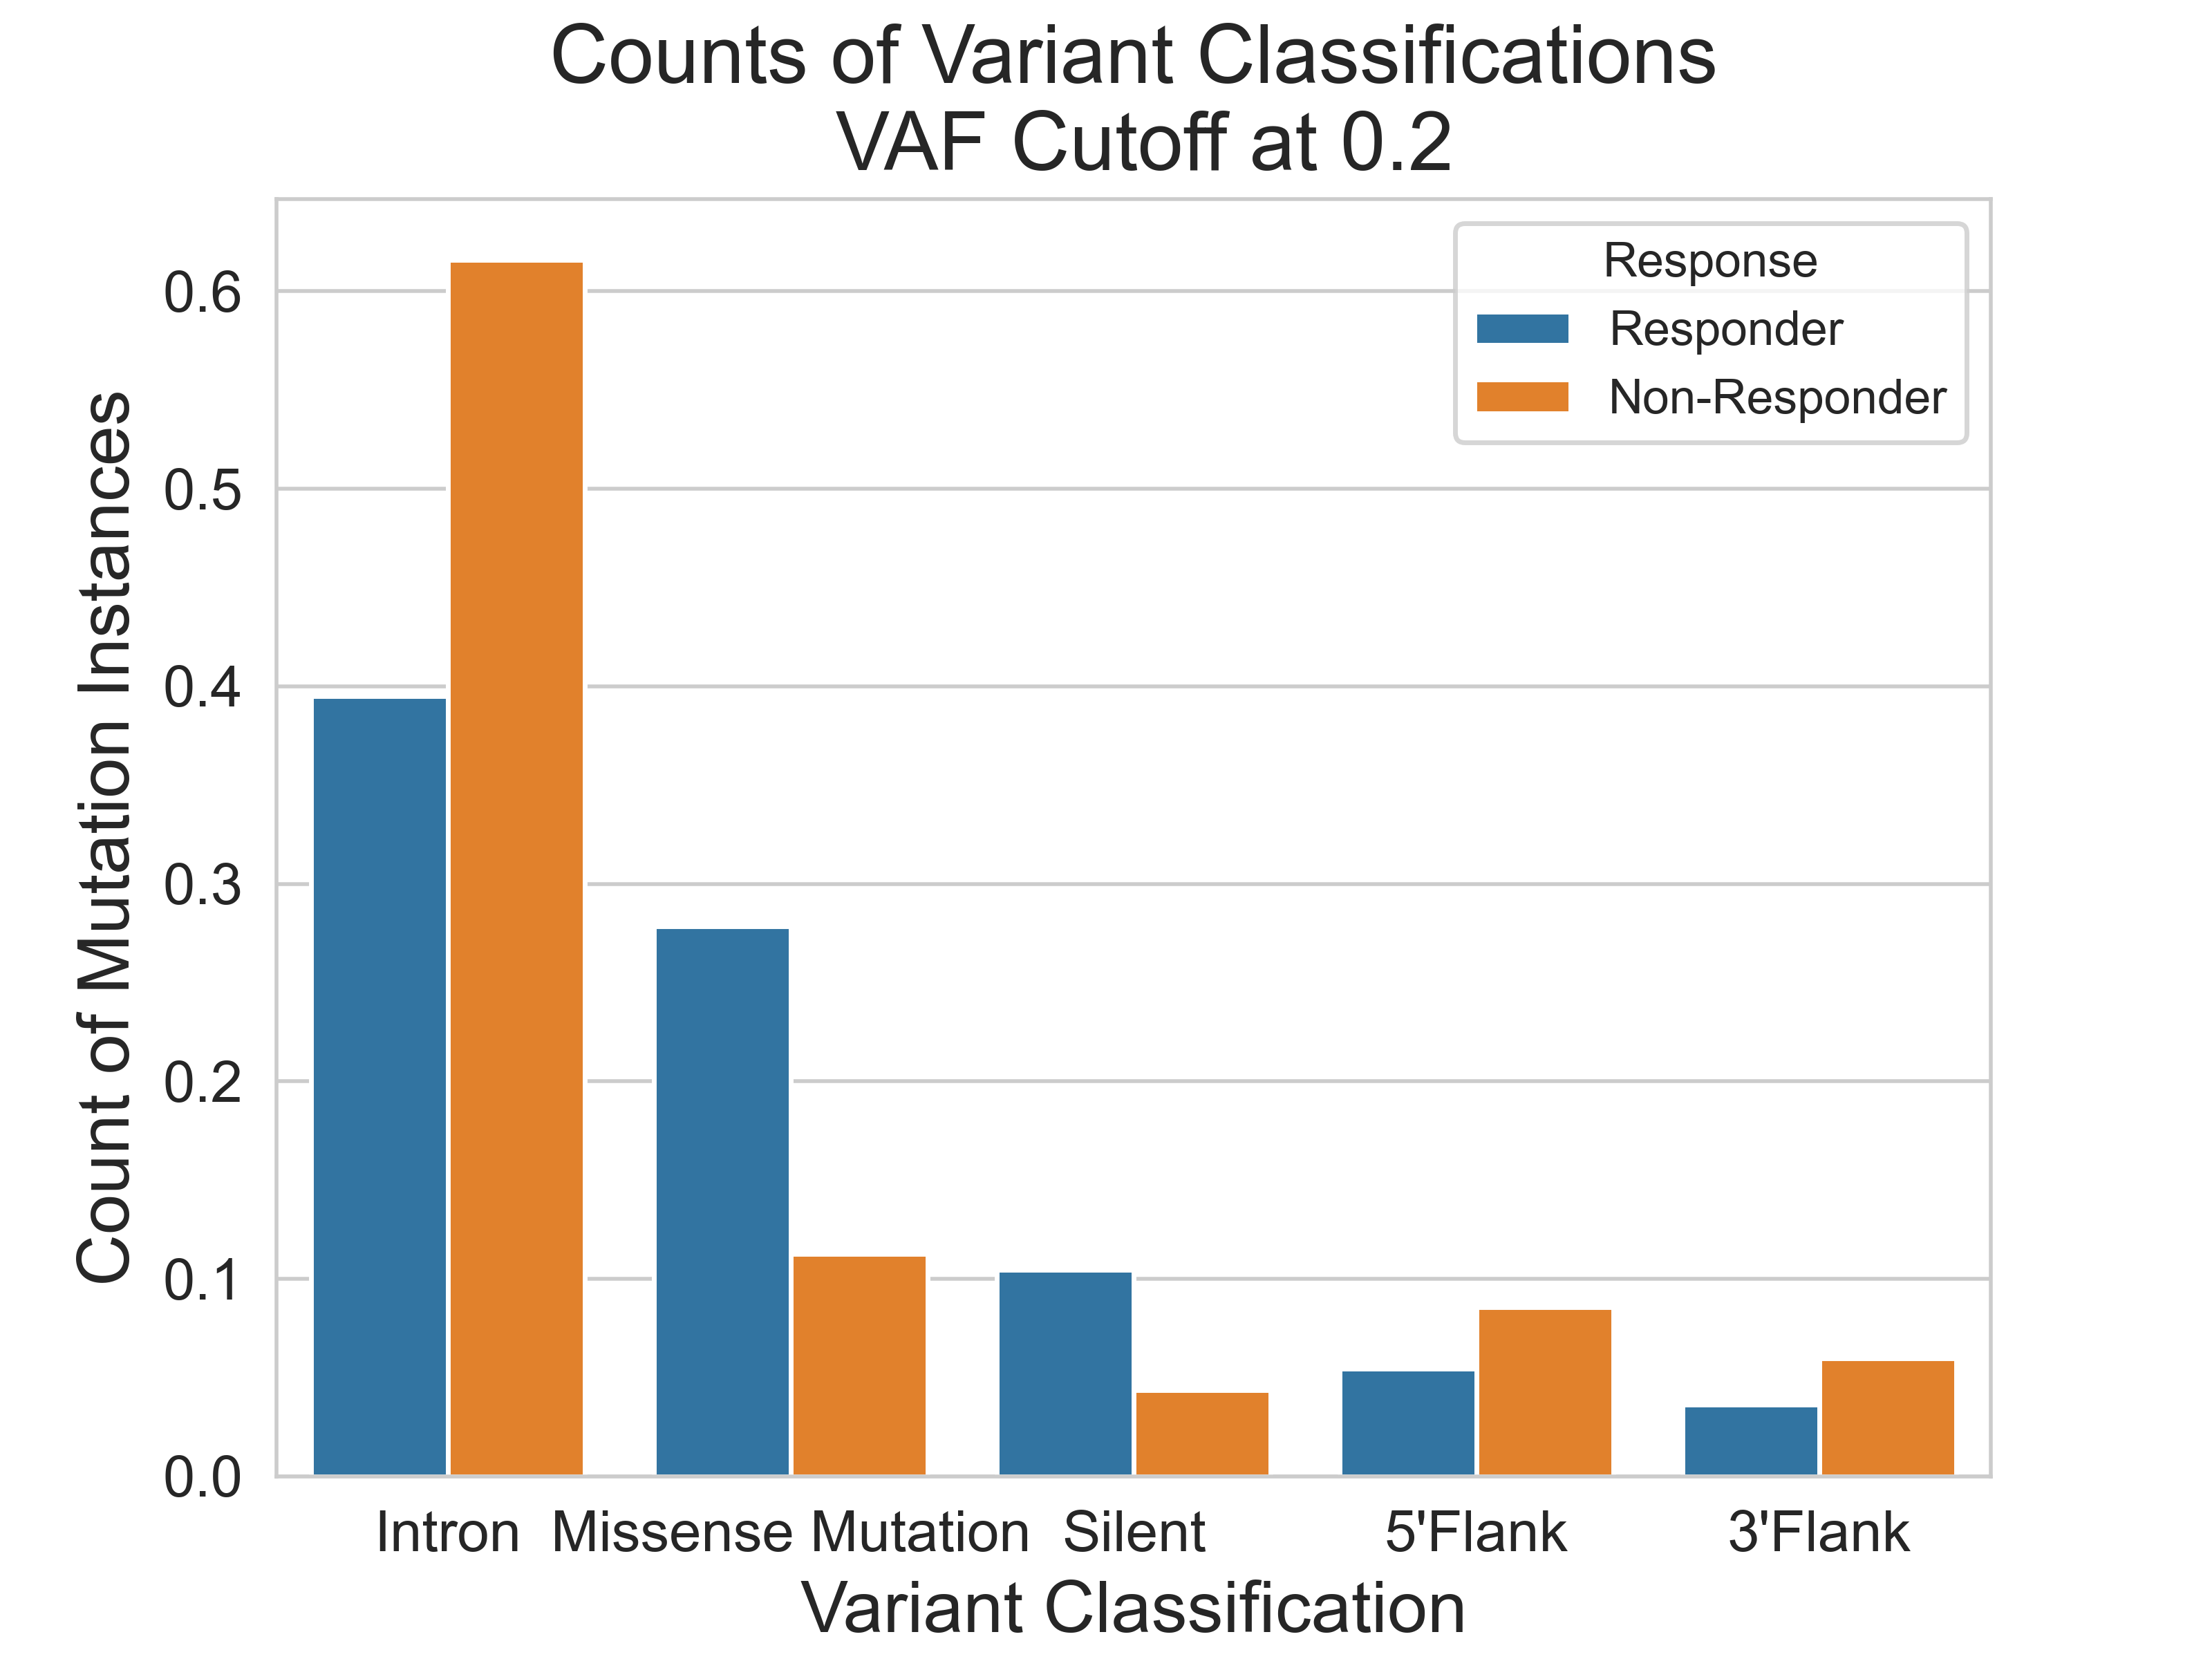 Counts of Variant Classifications
VAF Cutoff at 0.2
Response
Responder
Non-Responder
Count of Mutation Instances
0.6
0.5
0.4
0.3
0.2
0.1
0.0
Intron Missense Mutation Silent 5'Flank 3'Flank
Variant Classification